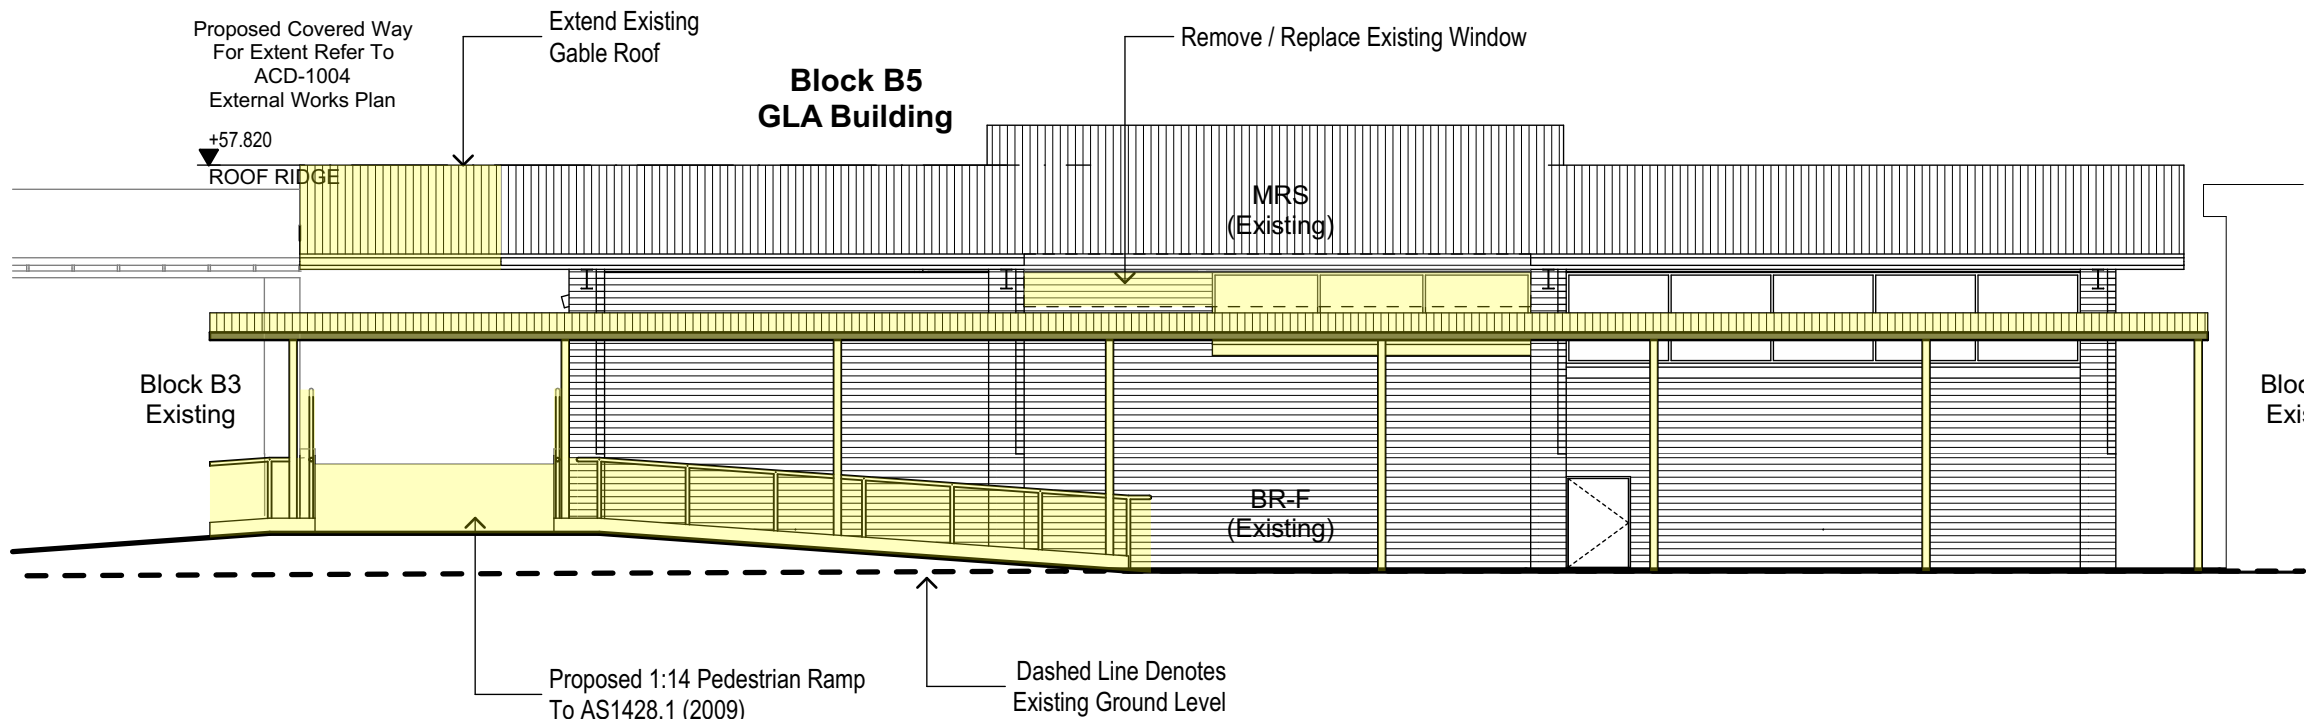 Proposed Covered Way
For Extent Refer To
ACD-1004
External Works Plan
Extend Existing
Gable Roof
Block B5
GLA Building
Remove / Replace Existing Window
+57.820
ROOF RIDGE
MRS
(Existing)
Block B3
Existing
BR-F
(Existing)
Proposed 1:14 Pedestrian Ramp
To AS1428.1 (2009)
Dashed Line Denotes
Existing Ground Level